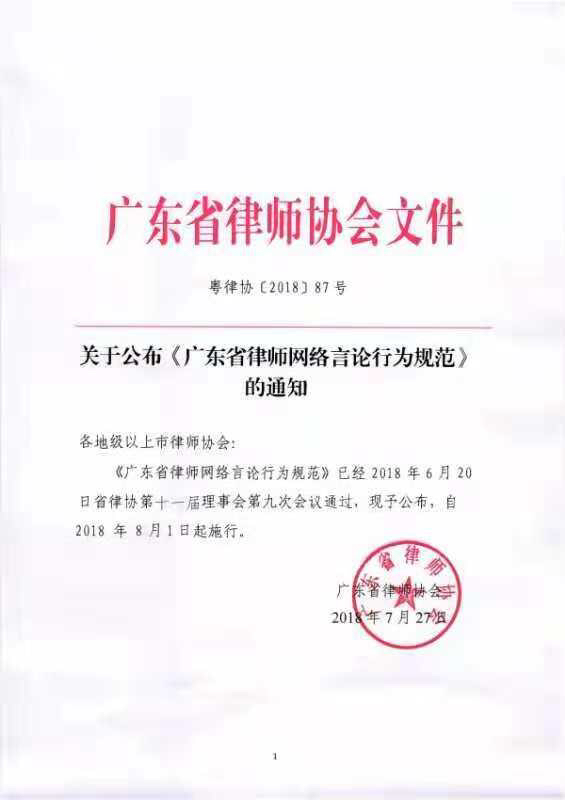 广东省律师协会文件
粤律协〔2018〕87号
关于公布《广东省律师网络言论行为规范》
的通知
各地级以上市律师协会：
《广东省律师网络言论行为规范》已经2018年6月20
日省律协第十一届理事会第九次会议通过，现予公布，自
2018 年 8月1日起施行。
广东省律师协会
广东省律师协会
2018年7月27日
1